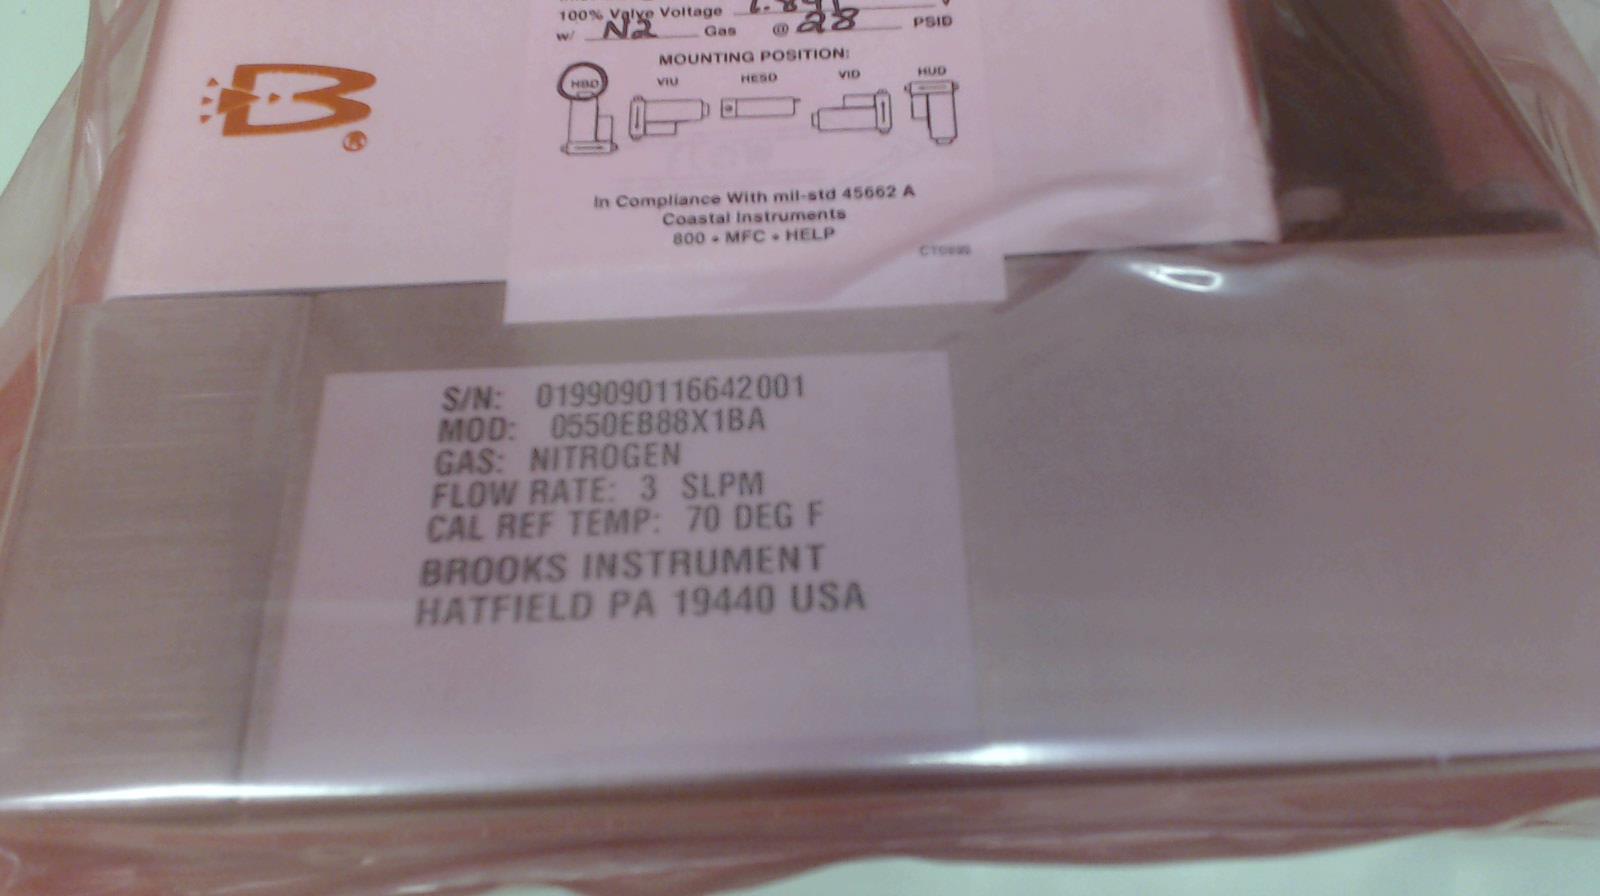 100% Valve Voltage V
w/ N2 Gas @ 28 PSID
MOUNTING POSITION:
HBD VIU HESD VID HUD
In Compliance With mil-std 45662 A
Coastal Instruments
800 • MFC • HELP
B
®
S/N: 0199090116642001
MOD: 0550EB88X1BA
GAS: NITROGEN
FLOW RATE: 3 SLPM
CAL REF TEMP: 70 DEG F
BROOKS INSTRUMENT
HATFIELD PA 19440 USA